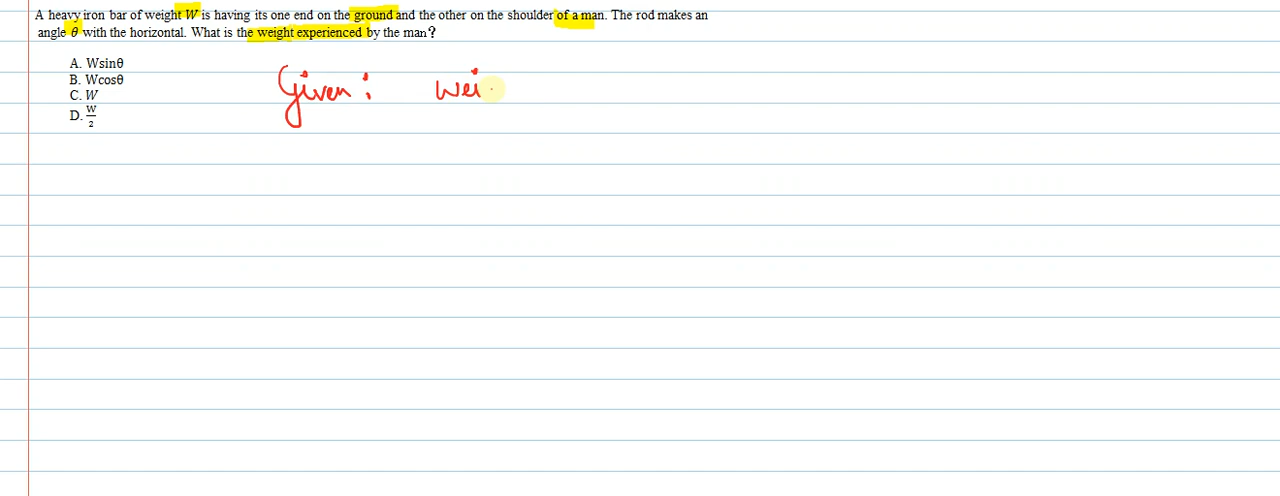 A heavy iron bar of weight W is having its one end on the ground and the other on the shoulder of a man. The rod makes an
angle θ with the horizontal. What is the weight experienced by the man?
A. Wsinθ
B. Wcosθ
C. W
D. W/2
Given: wei